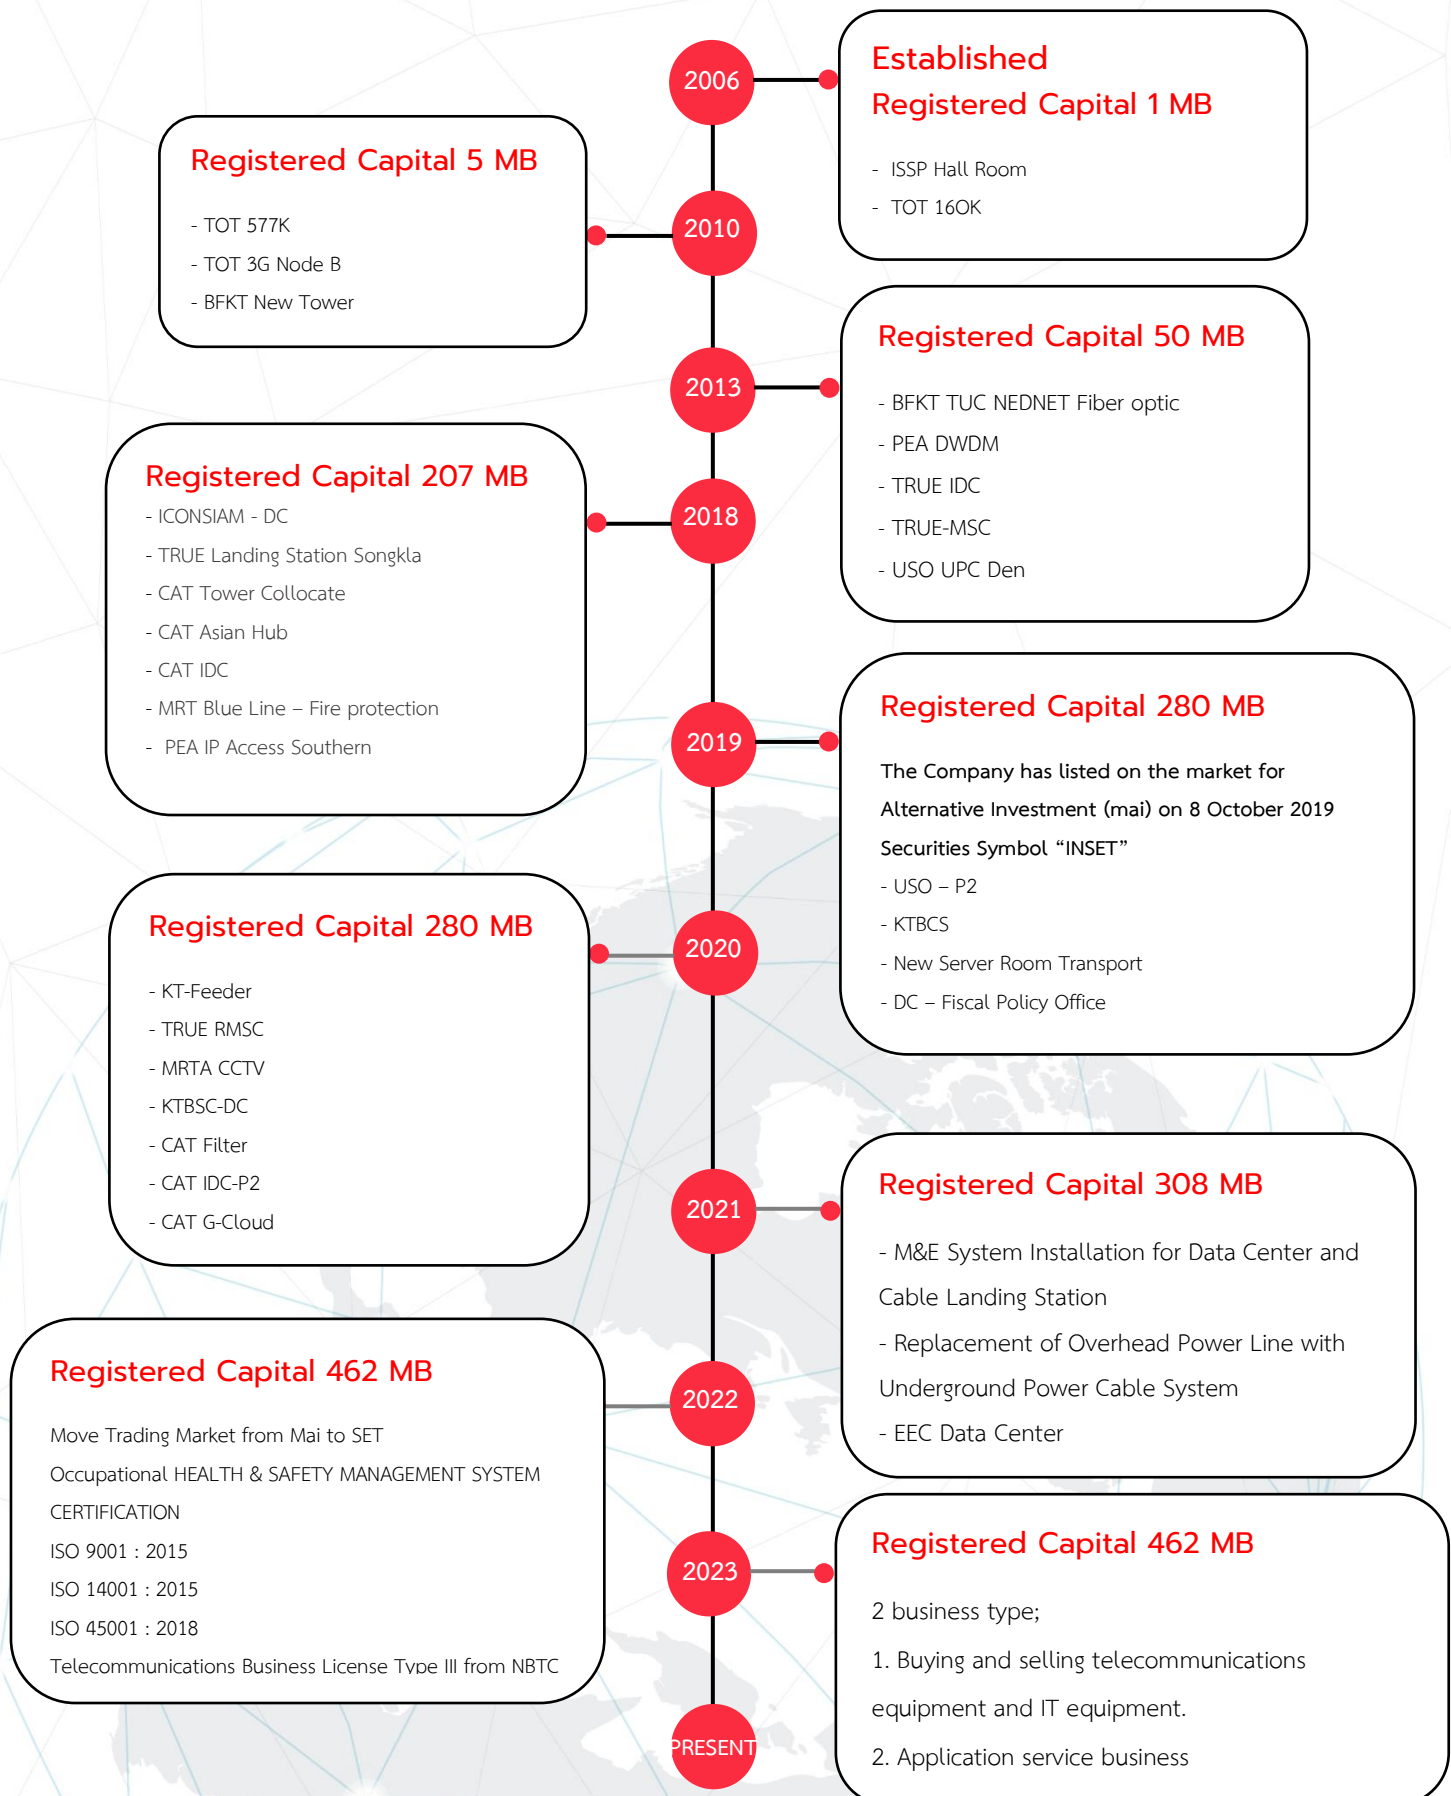 2006
Established
Registered Capital 1 MB
- ISSP Hall Room
- TOT 16OK
Registered Capital 5 MB
- TOT 577K
- TOT 3G Node B
- BFKT New Tower
2010
2013
Registered Capital 50 MB
- BFKT TUC NEDNET Fiber optic
- PEA DWDM
- TRUE IDC
- TRUE-MSC
- USO UPC Den
Registered Capital 207 MB
- ICONSIAM - DC
- TRUE Landing Station Songkla
- CAT Tower Collocate
- CAT Asian Hub
- CAT IDC
- MRT Blue Line – Fire protection
- PEA IP Access Southern
2018
2019
Registered Capital 280 MB
The Company has listed on the market for
Alternative Investment (mai) on 8 October 2019
Securities Symbol “INSET”
- USO – P2
- KTBCS
- New Server Room Transport
- DC – Fiscal Policy Office
Registered Capital 280 MB
- KT-Feeder
- TRUE RMSC
- MRTA CCTV
- KTBSC-DC
- CAT Filter
- CAT IDC-P2
- CAT G-Cloud
2020
2021
Registered Capital 308 MB
- M&E System Installation for Data Center and
Cable Landing Station
- Replacement of Overhead Power Line with
Underground Power Cable System
- EEC Data Center
Registered Capital 462 MB
Move Trading Market from Mai to SET
Occupational HEALTH & SAFETY MANAGEMENT SYSTEM
CERTIFICATION
ISO 9001 : 2015
ISO 14001 : 2015
ISO 45001 : 2018
Telecommunications Business License Type III from NBTC
2022
2023
Registered Capital 462 MB
2 business type;
1. Buying and selling telecommunications
equipment and IT equipment.
2. Application service business
PRESENT